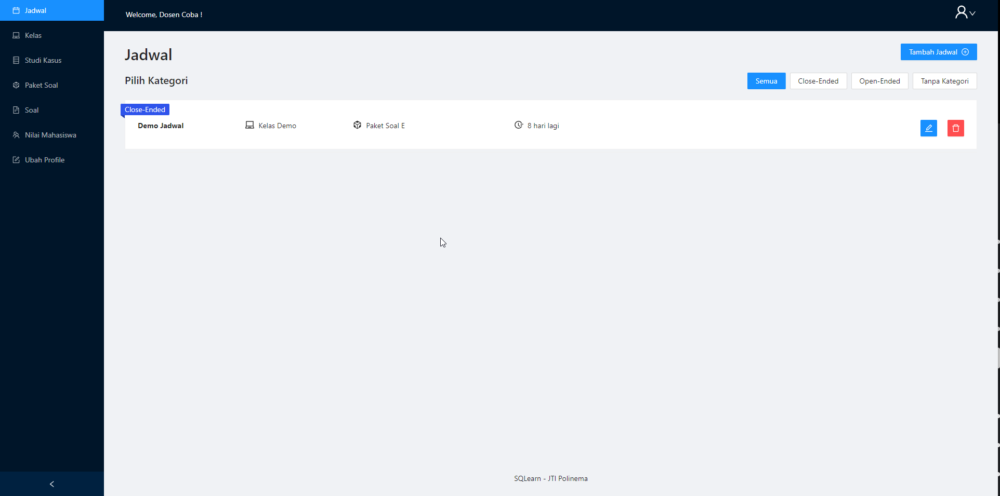 Jadwal
Kelas
Studi Kasus
Paket Soal
Soal
Nilai Mahasiswa
Ubah Profile
Welcome, Dosen Coba !
Jadwal
Tambah Jadwal
Pilih Kategori
Semua
Close-Ended
Open-Ended
Tanpa Kategori
Close-Ended
Demo Jadwal
Kelas Demo
Paket Soal E
8 hari lagi
SQLearn - JTI Polinema